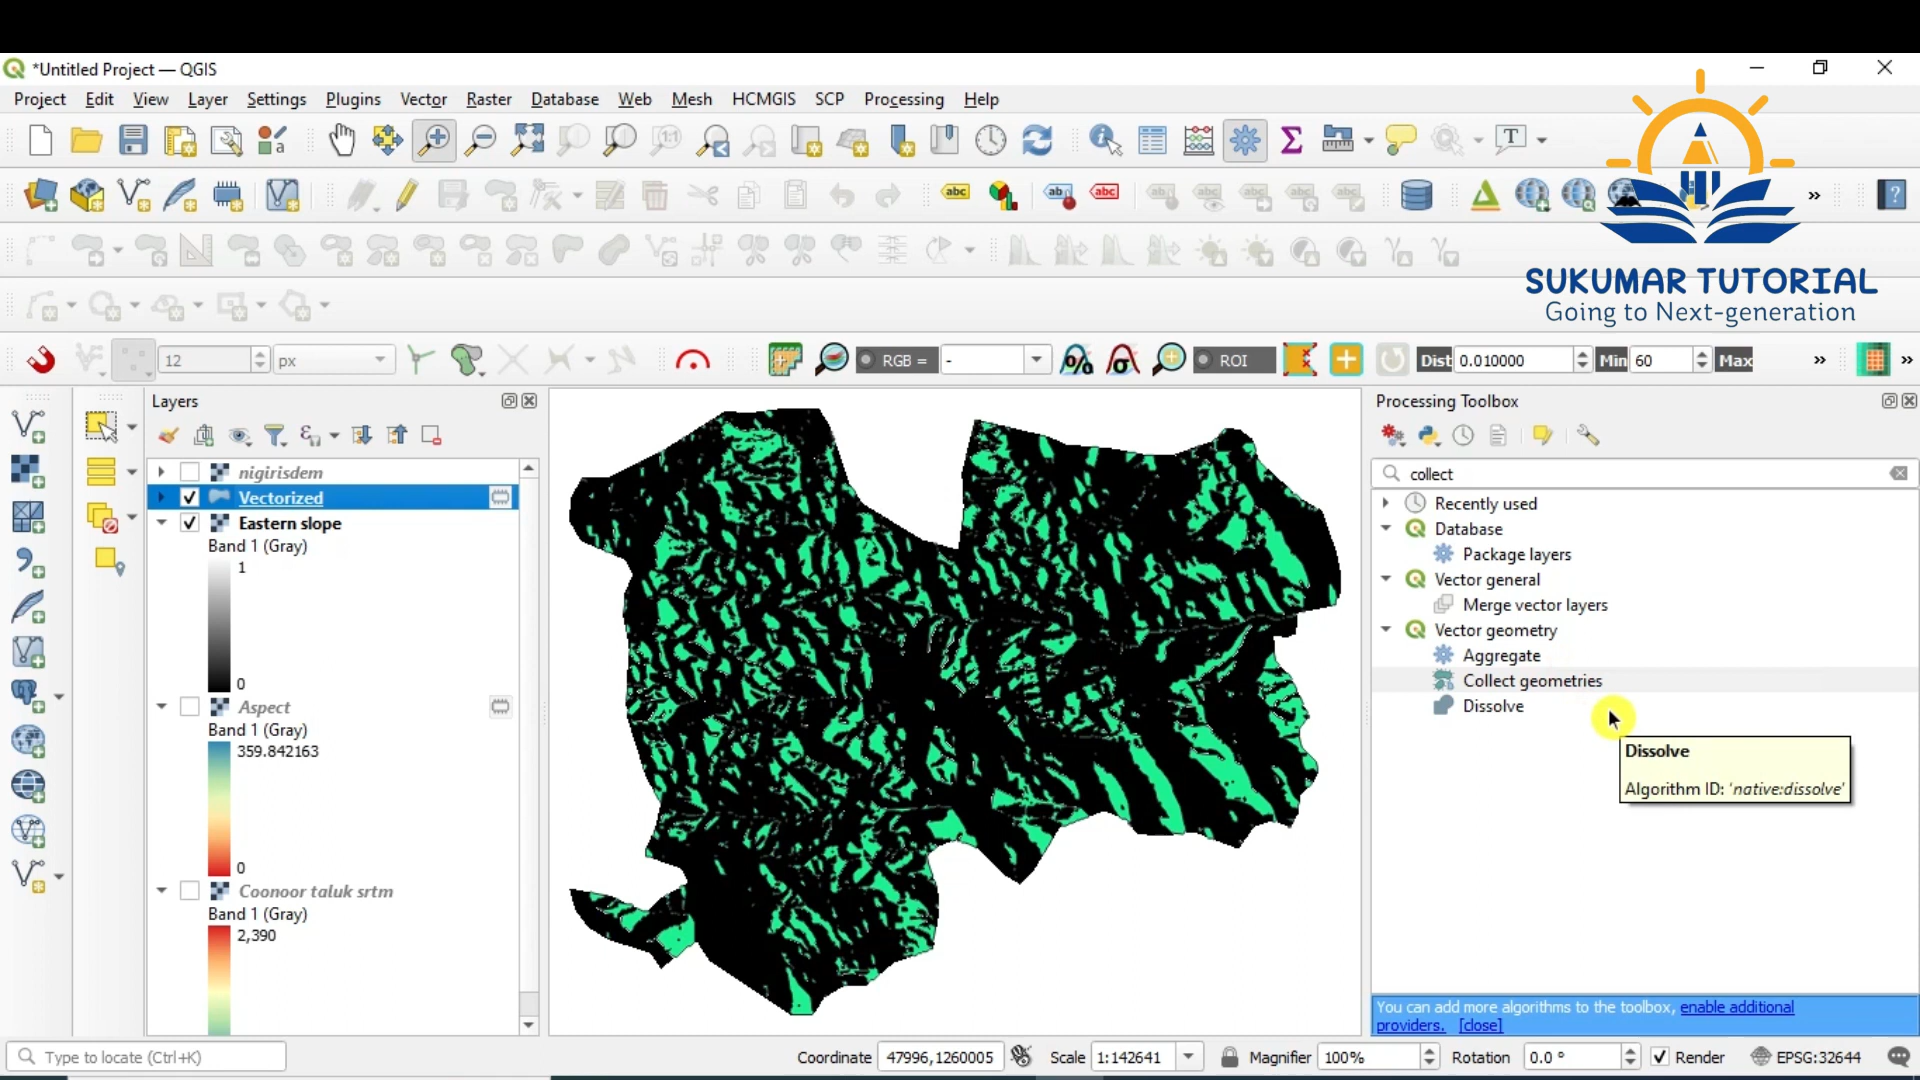 *Untitled Project — QGIS
Project Edit View Layer Settings Plugins Vector Raster Database Web Mesh HCMGIS SCP Processing Help
SUKUMAR TUTORIAL
Going to Next-generation
12 px RGB = - ROI Dist 0.010000 Min 60 Max
Layers
nigirisdem
Vectorized
Eastern slope
Band 1 (Gray)
1
0
Aspect
Band 1 (Gray)
359.842163
0
Coonoor taluk srtm
Band 1 (Gray)
2,390
Processing Toolbox
collect
Recently used
Database
Package layers
Vector general
Merge vector layers
Vector geometry
Aggregate
Collect geometries
Dissolve
Dissolve
Algorithm ID: 'native:dissolve'
You can add more algorithms to the toolbox, enable additional
providers. [close]
Type to locate (Ctrl+K) Coordinate 47996,1260005 Scale 1:142641 Magnifier 100% Rotation 0.0 ° Render EPSG:32644